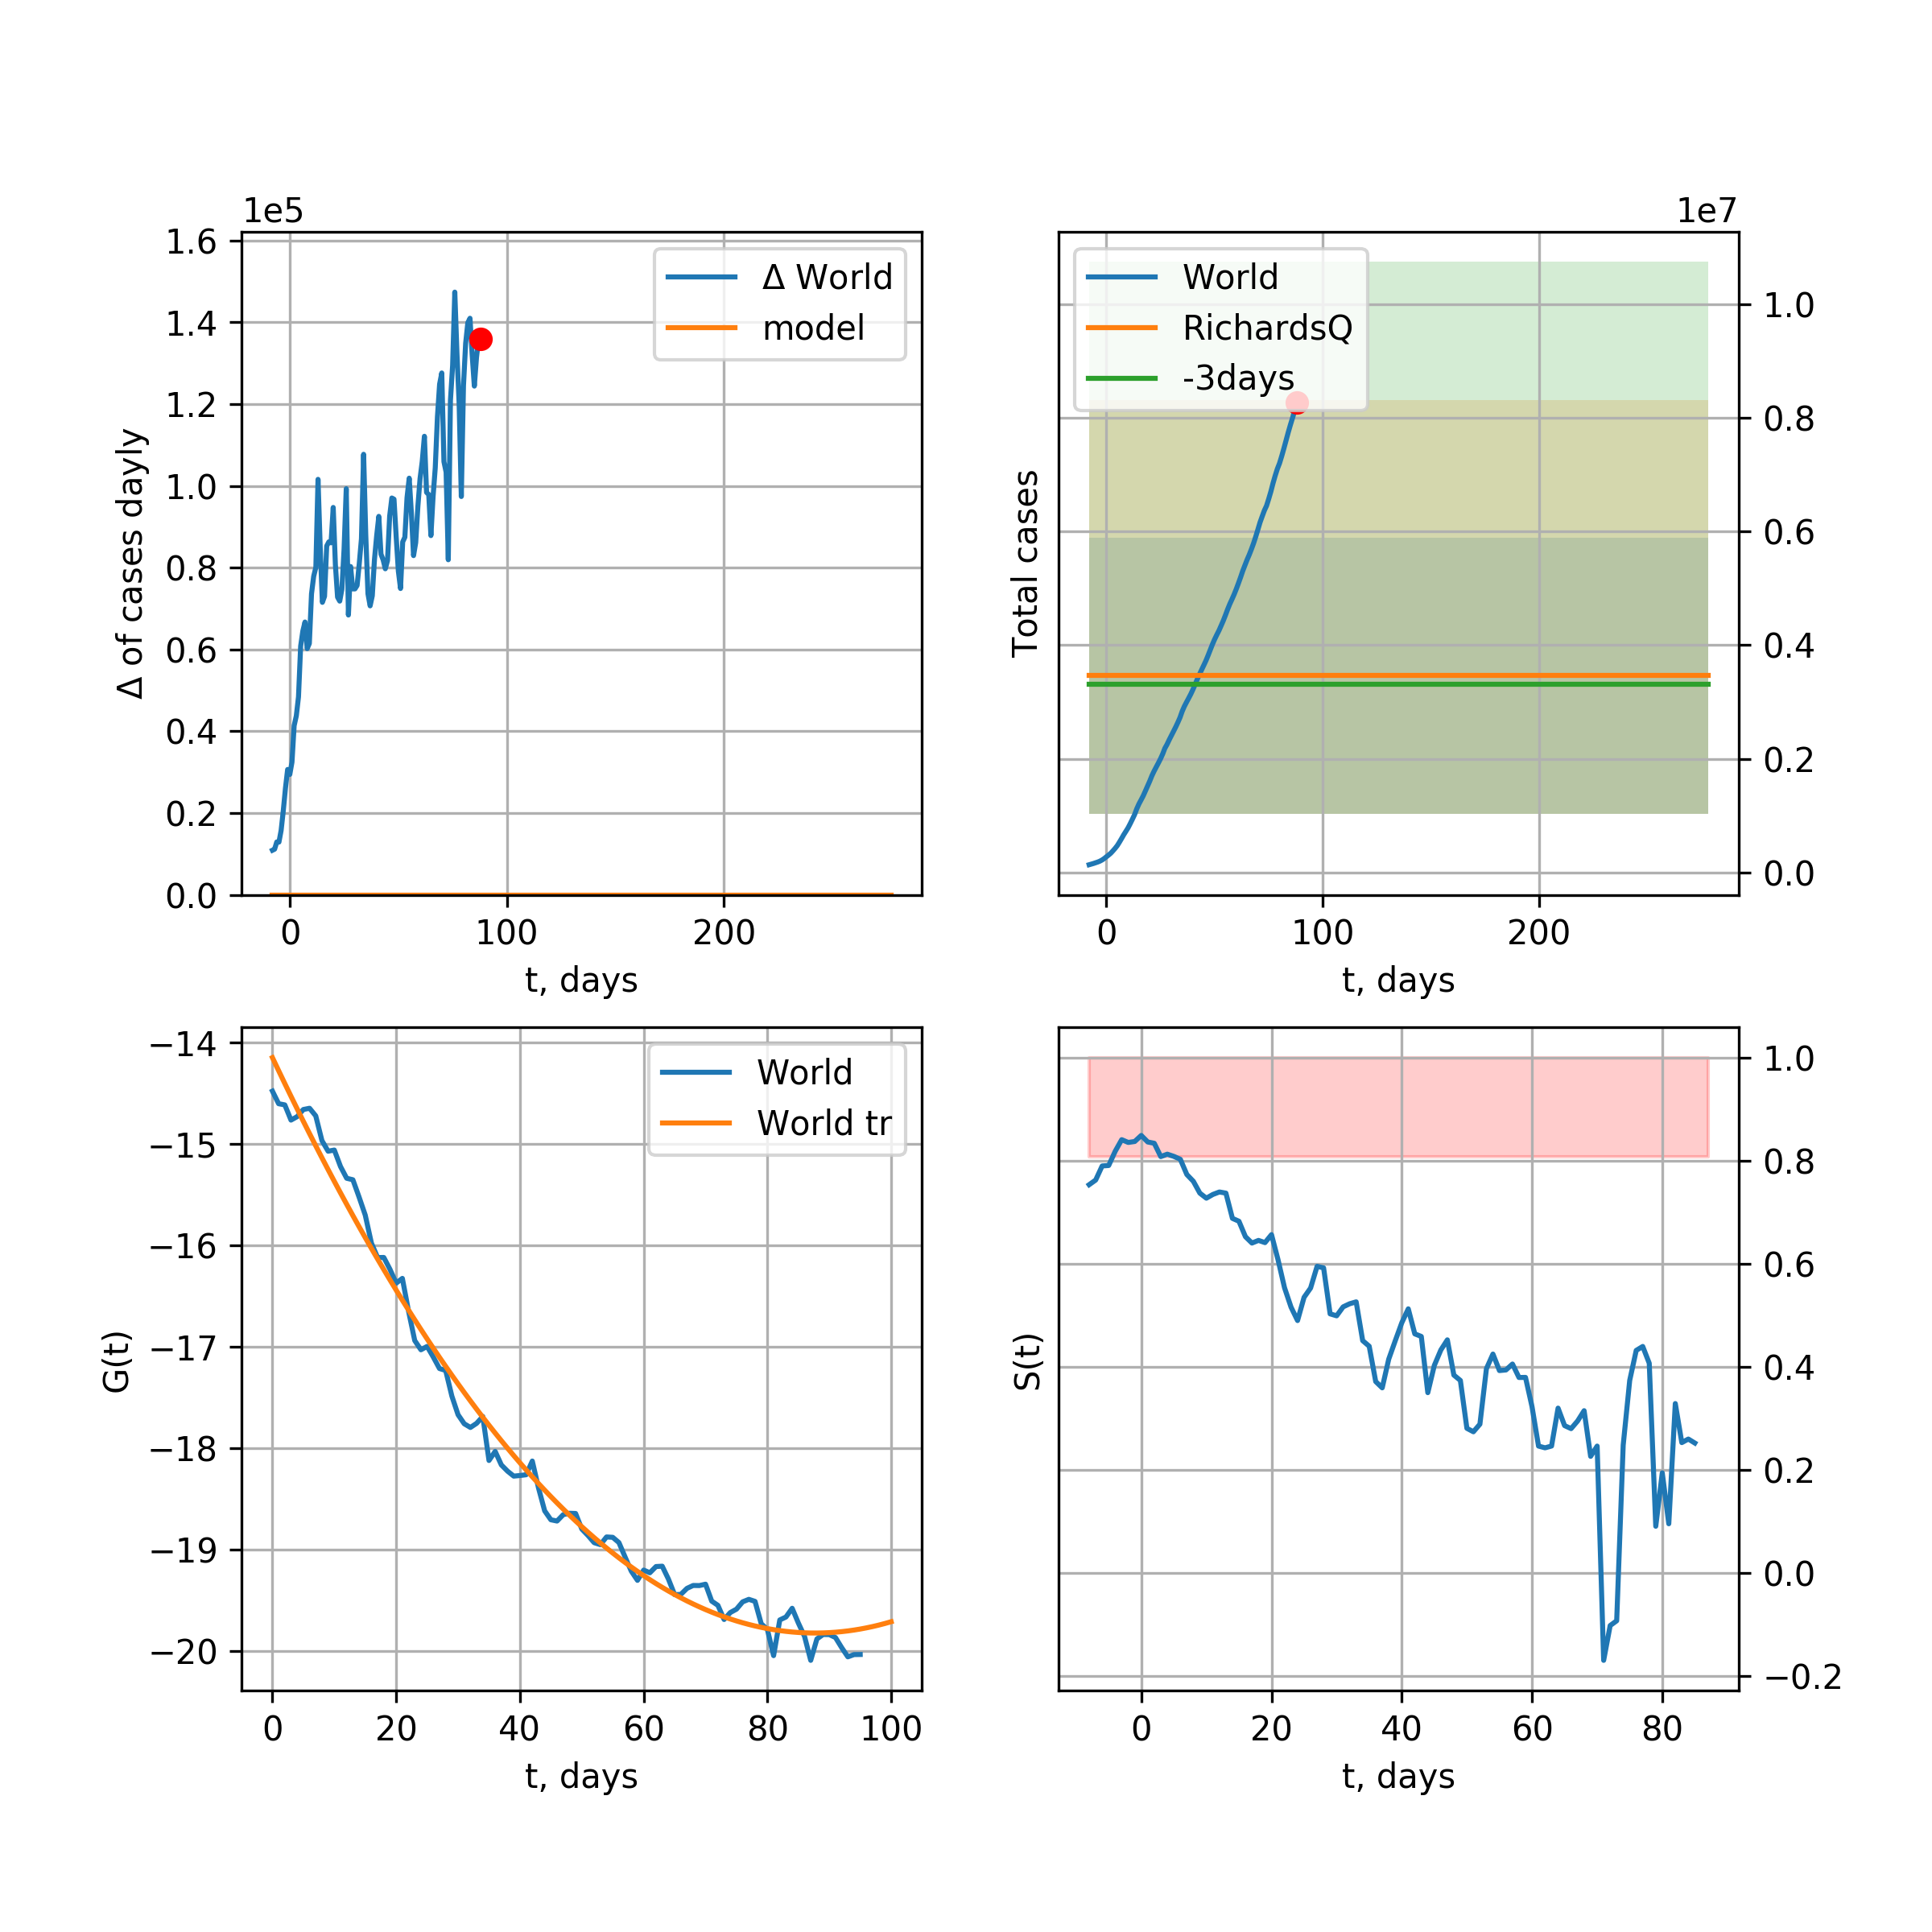 1e5
1.6
1.4
1.2
1.0
0.8
0.6
0.4
0.2
0.0
Δ of cases dayly
Δ World
model
0 100 200
t, days
1e7
World
RichardsQ
-3days
Total cases
1.0
0.8
0.6
0.4
0.2
0.0
0 100 200
t, days
−14
−15
−16
−17
−18
−19
−20
G(t)
World
World tr
0 20 40 60 80 100
t, days
S(t)
1.0
0.8
0.6
0.4
0.2
0.0
−0.2
0 20 40 60 80
t, days